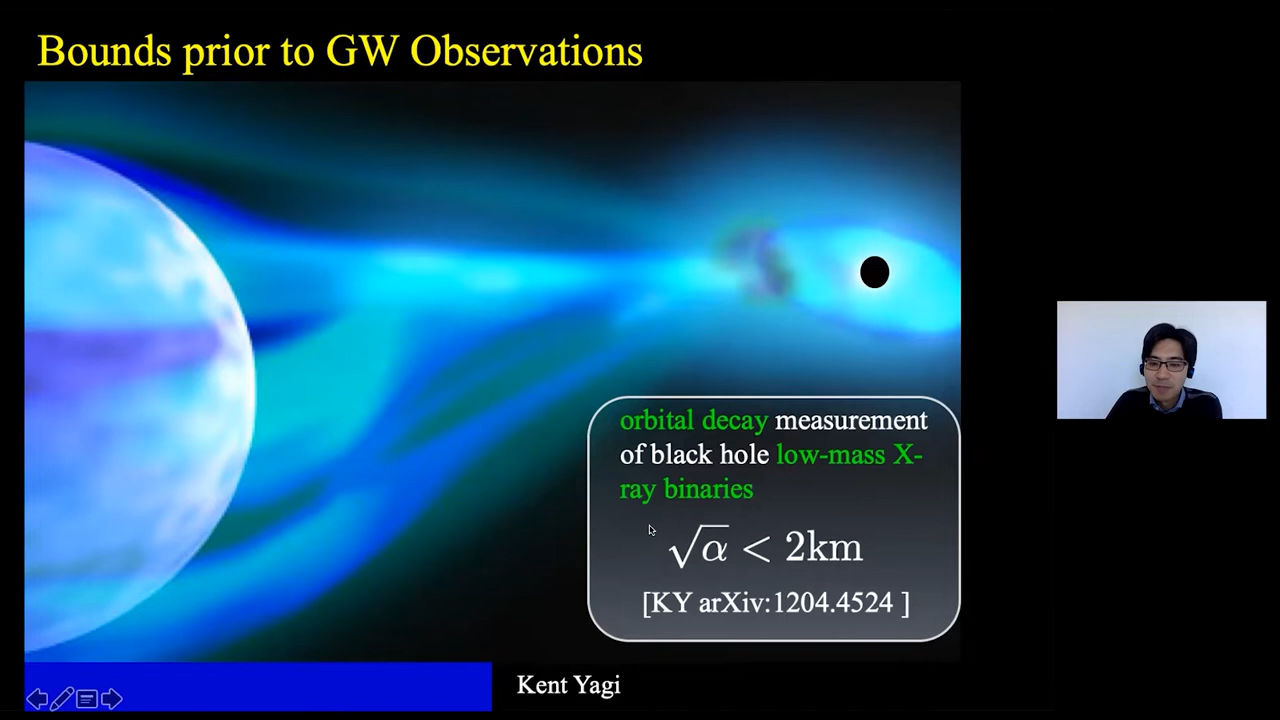 Bounds prior to GW Observations
orbital decay measurement
of black hole low-mass X-
ray binaries
√α < 2km
[KY arXiv:1204.4524 ]
Kent Yagi